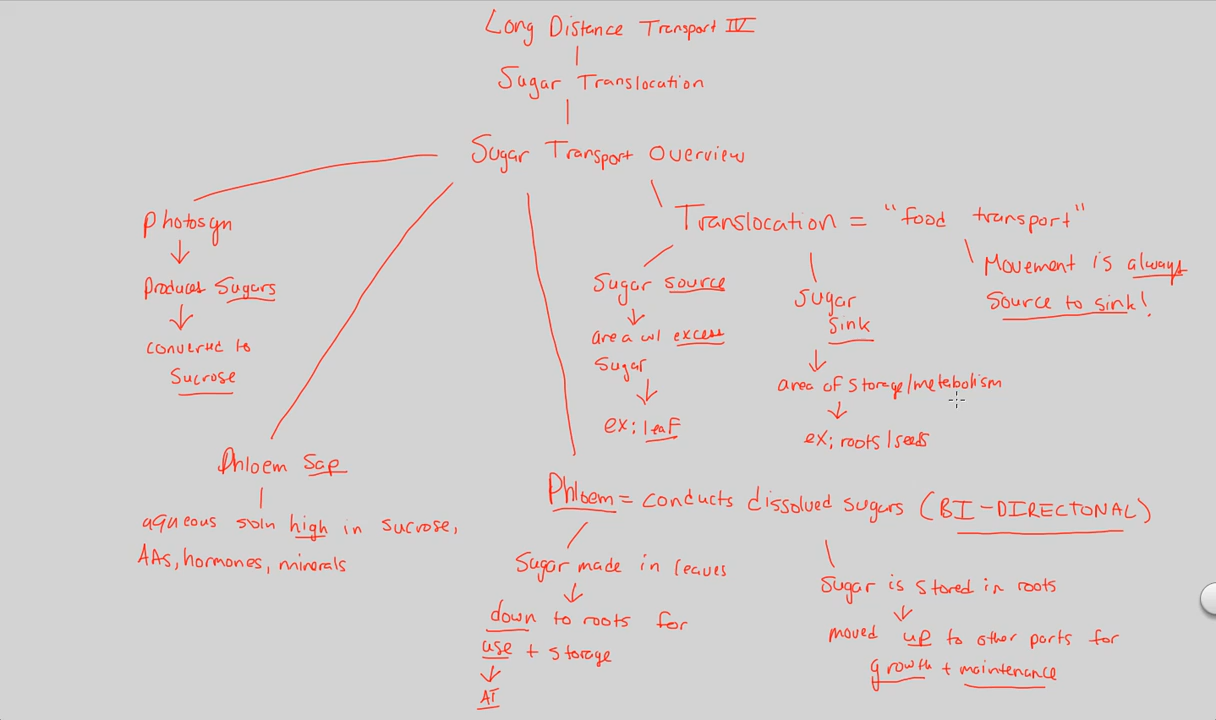 Long Distance Transport IV
Sugar Translocation
Sugar Transport Overview
Photosyn
Produces Sugars
converted to
Sucrose
Translocation = "food transport"
Movement is always
Source to sink!
Sugar source
area w/ excess
sugar
ex: leaf
Sugar
Sink
area of storage/metabolism
ex: roots/seeds
Phloem Sap
aqueous soln high in sucrose,
AAs, hormones, minerals
Phloem = conducts dissolved sugars (BI-DIRECTONAL)
Sugar made in leaves
down to roots for
use + storage
AT
Sugar is stored in roots
moved up to other parts for
growth + maintenance